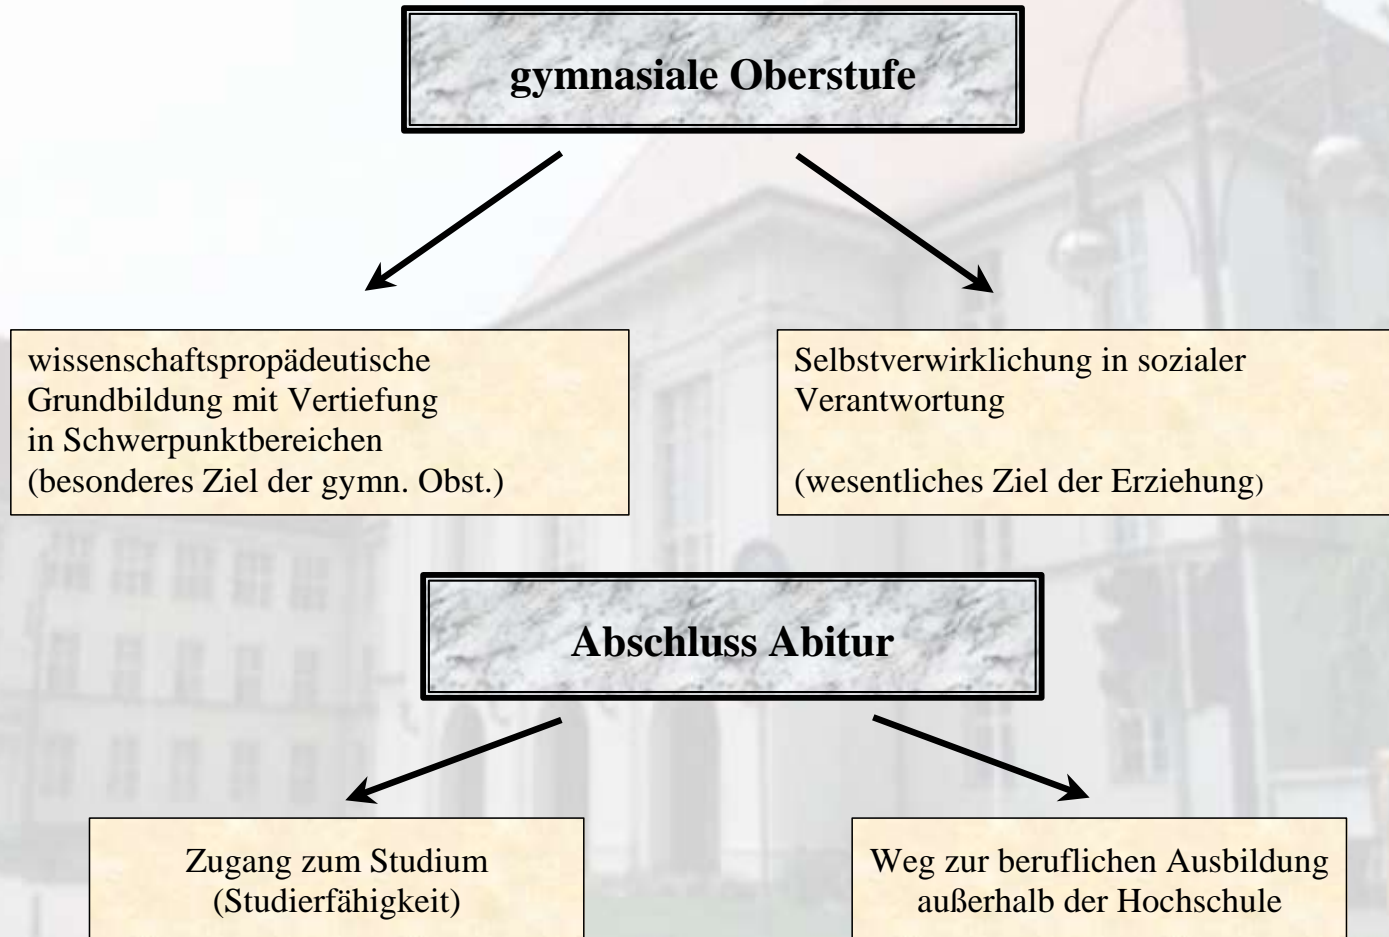 gymnasiale Oberstufe
wissenschaftspropädeutische
Grundbildung mit Vertiefung
in Schwerpunktbereichen
(besonderes Ziel der gymn. Obst.)
Selbstverwirklichung in sozialer
Verantwortung
(wesentliches Ziel der Erziehung)
Abschluss Abitur
Zugang zum Studium
(Studierfähigkeit)
Weg zur beruflichen Ausbildung
außerhalb der Hochschule